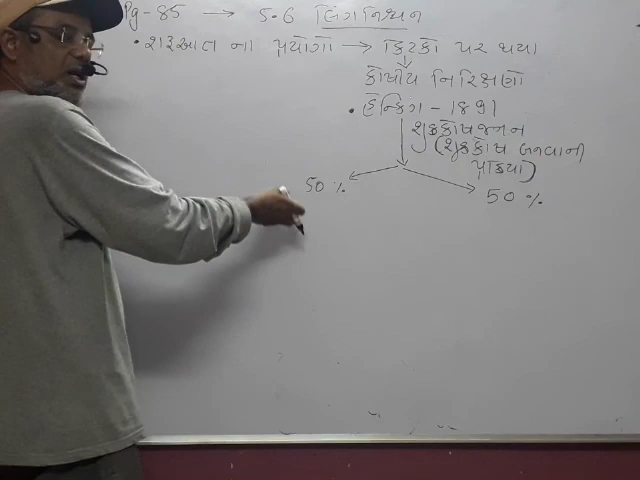 Pg-85 → 5.6 લિંગનિશ્ચયન
• શરૂઆત ના પ્રયોગો → કિટકો પર થયા
કોષીય નિરિક્ષણો
• હેન્કિંગ - 1891
શુક્રકોષજનન
(શુક્રકોષ બનવાની
પ્રક્રિયા)
50 %
50 %